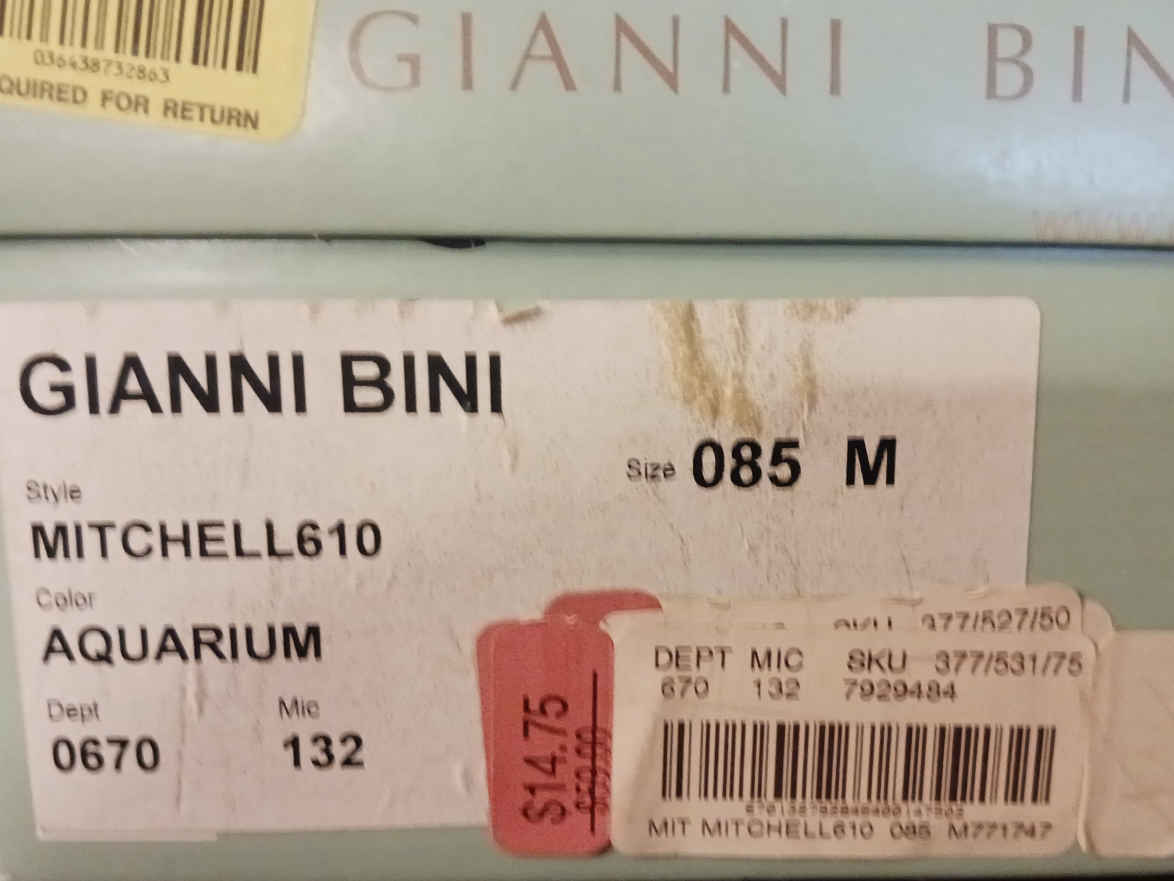 036438732863
QUIRED FOR RETURN
GIANNI BIN
GIANNI BINI
Size 085 M
Style
MITCHELL610
Color
AQUARIUM
Dept Mic
0670 132
$14.75
377/527/50
DEPT MIC SKU 377/531/75
670 132 7929484
MIT MITCHELL610 085 M771747